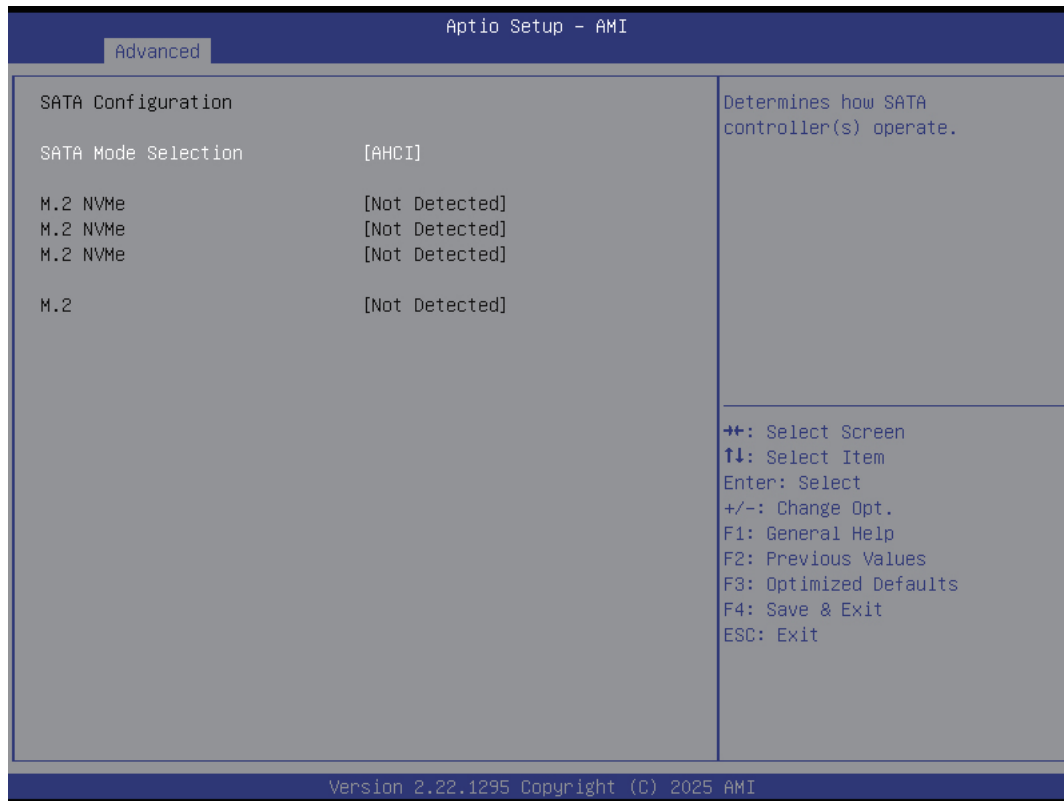 Aptio Setup – AMI
Advanced
SATA Configuration
SATA Mode Selection [AHCI]
M.2 NVMe [Not Detected]
M.2 NVMe [Not Detected]
M.2 NVMe [Not Detected]
M.2 [Not Detected]
Determines how SATA
controller(s) operate.
→←: Select Screen
↑↓: Select Item
Enter: Select
+/-: Change Opt.
F1: General Help
F2: Previous Values
F3: Optimized Defaults
F4: Save & Exit
ESC: Exit
Version 2.22.1295 Copyright (C) 2025 AMI